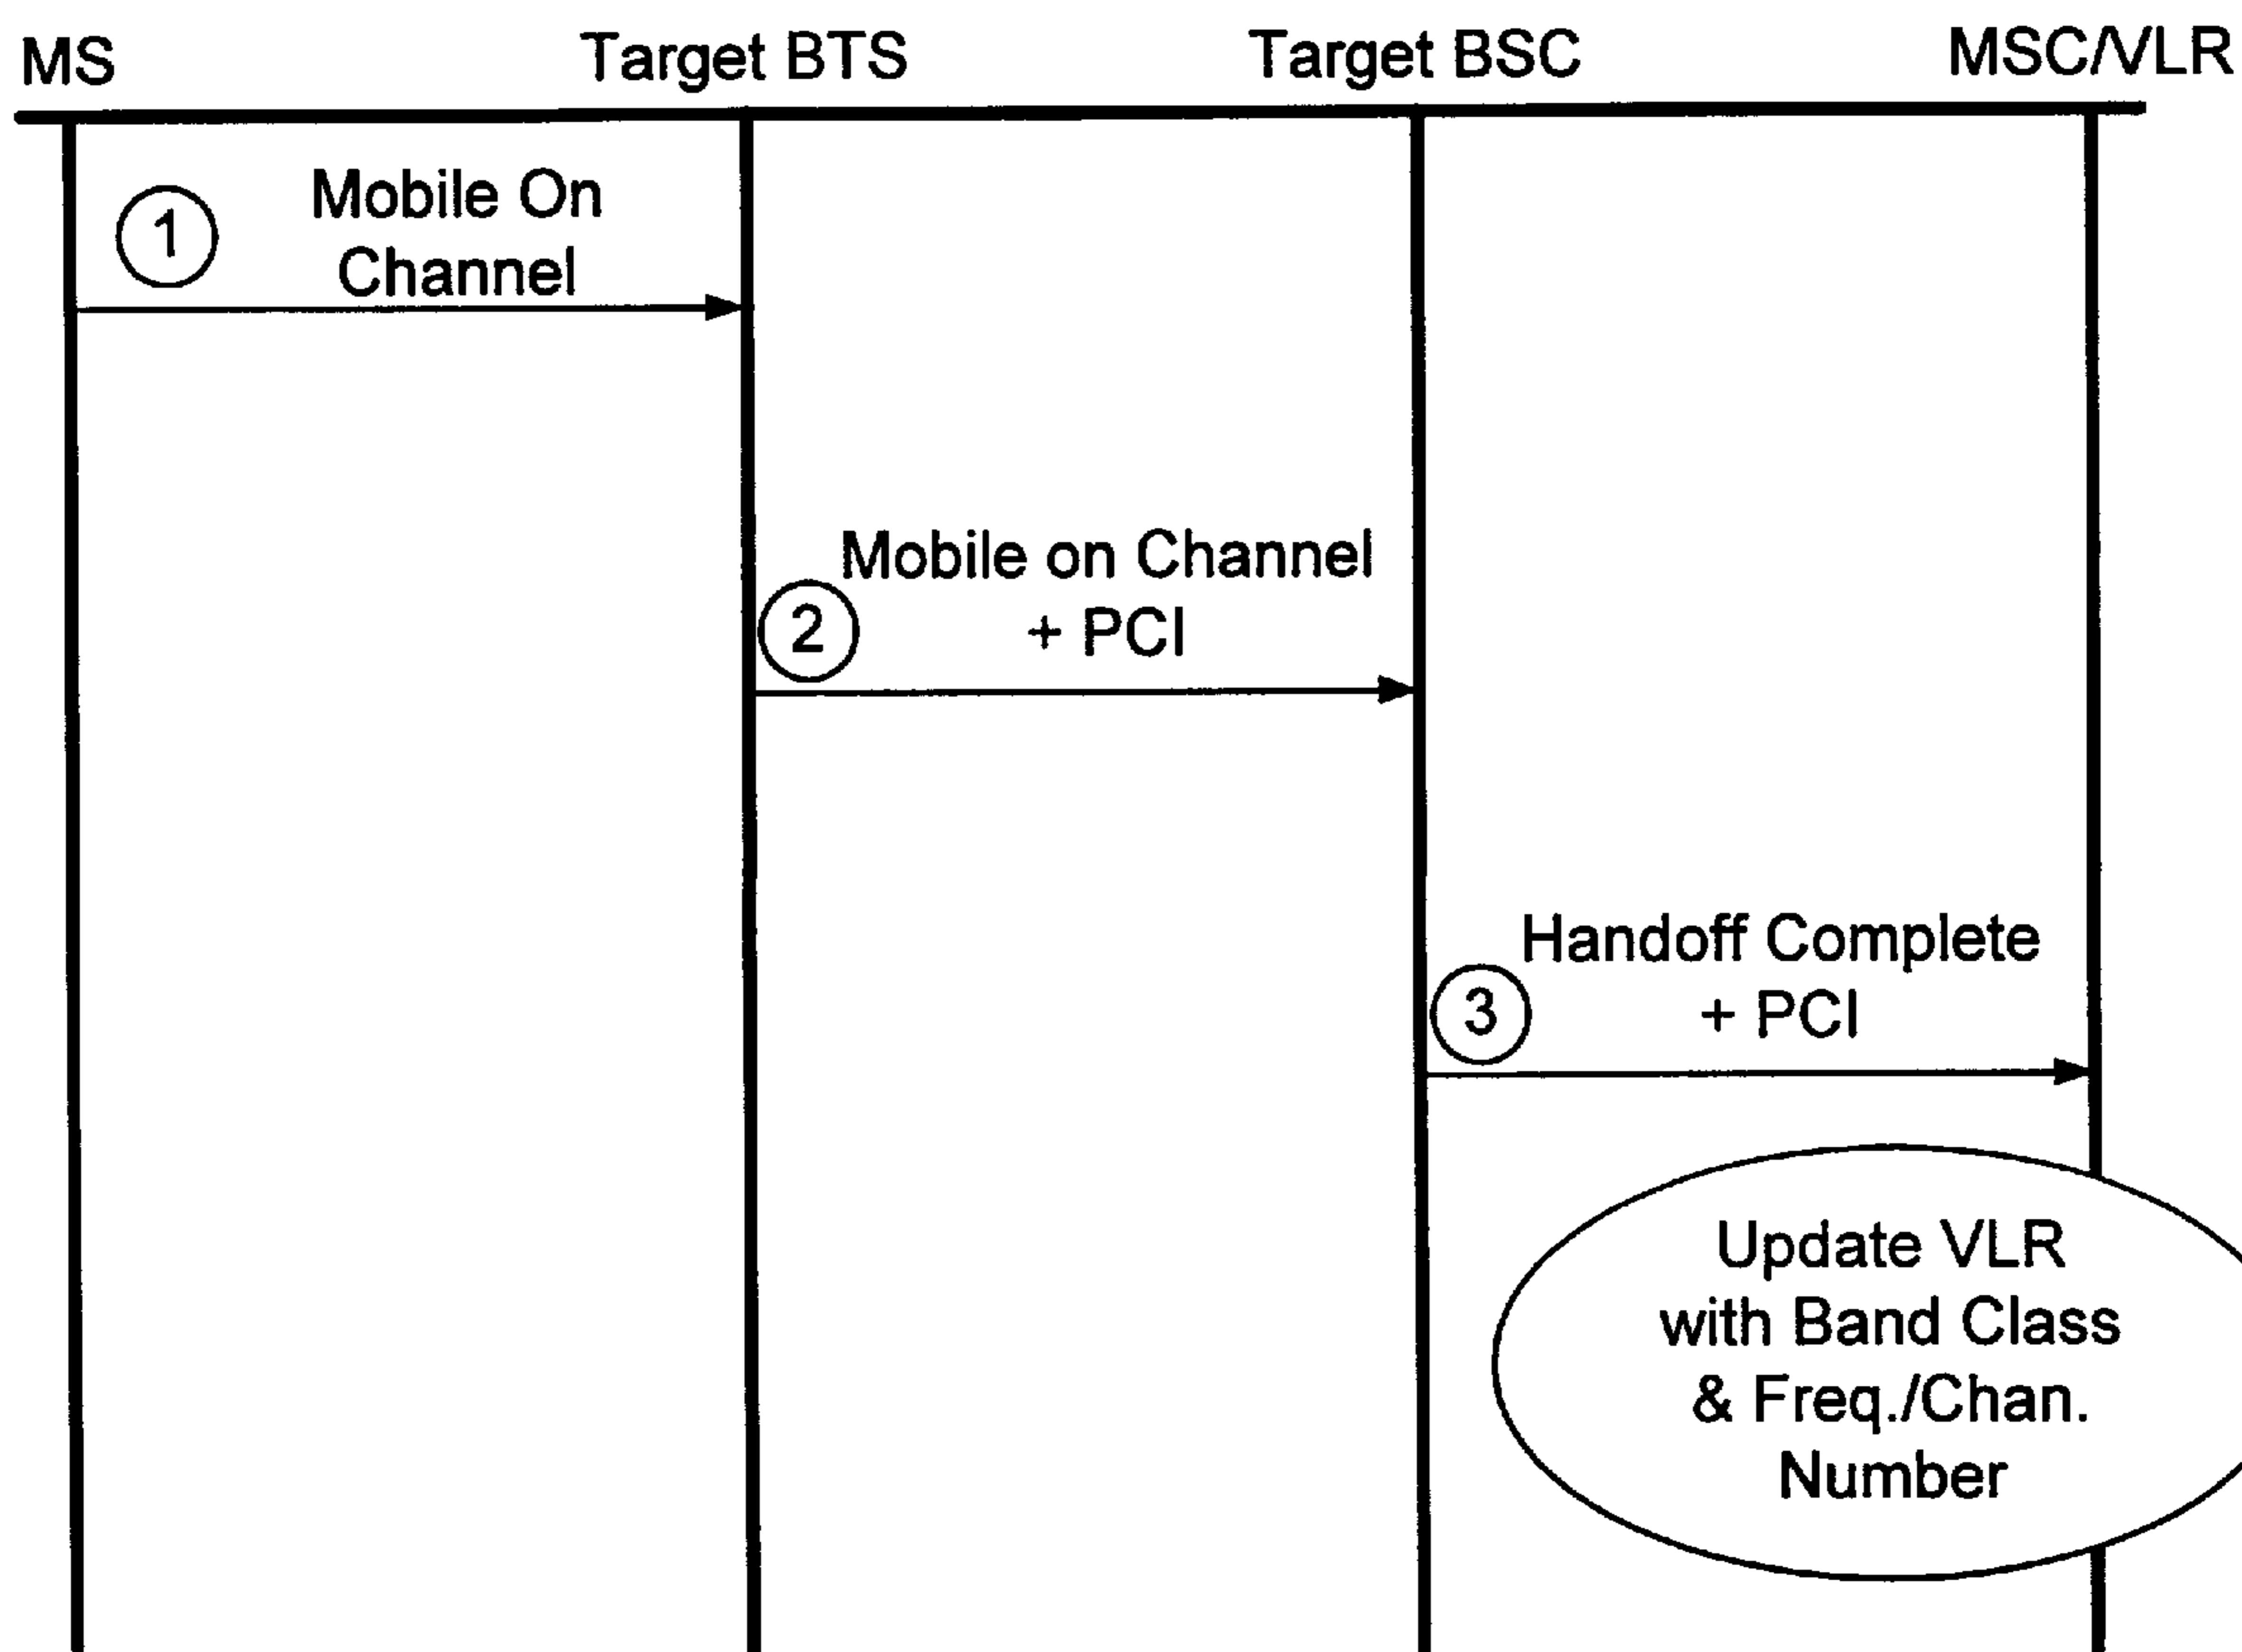 MS
Target BTS
Target BSC
MSC/VLR
1
Mobile On
Channel
2
Mobile on Channel
+ PCI
3
Handoff Complete
+ PCI
Update VLR
with Band Class
& Freq./Chan.
Number